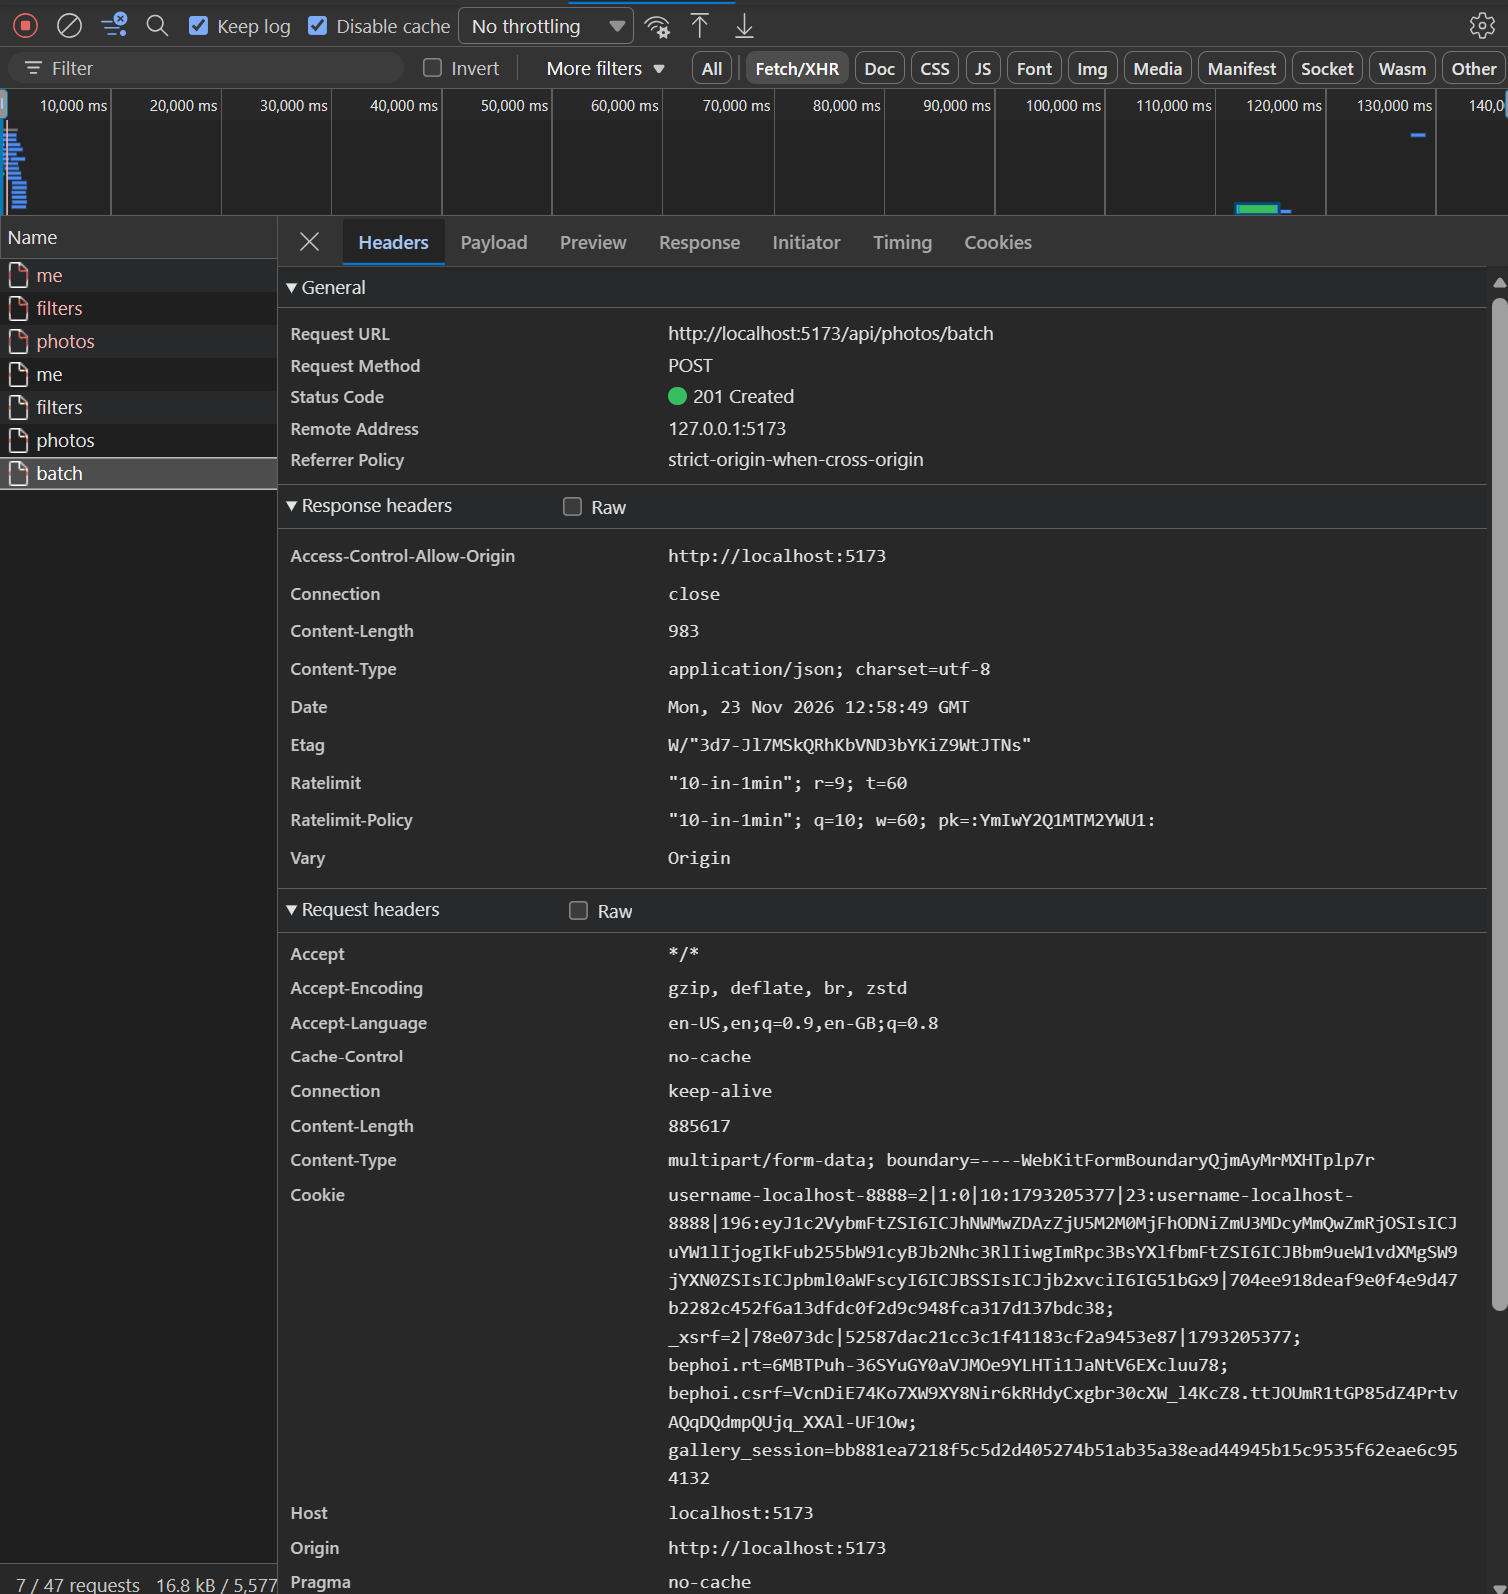 Keep log Disable cache No throttling
Filter Invert More filters All Fetch/XHR Doc CSS JS Font Img Media Manifest Socket Wasm Other
10,000 ms 20,000 ms 30,000 ms 40,000 ms 50,000 ms 60,000 ms 70,000 ms 80,000 ms 90,000 ms 100,000 ms 110,000 ms 120,000 ms 130,000 ms 140,0
Name
me
filters
photos
me
filters
photos
batch
7 / 47 requests 16.8 kB / 5,577
Headers Payload Preview Response Initiator Timing Cookies
General
Request URL http://localhost:5173/api/photos/batch
Request Method POST
Status Code 201 Created
Remote Address 127.0.0.1:5173
Referrer Policy strict-origin-when-cross-origin
Response headers Raw
Access-Control-Allow-Origin http://localhost:5173
Connection close
Content-Length 983
Content-Type application/json; charset=utf-8
Date Mon, 23 Nov 2026 12:58:49 GMT
Etag W/"3d7-Jl7MSkQRhKbVND3bYKiZ9WtJTNs"
Ratelimit "10-in-1min"; r=9; t=60
Ratelimit-Policy "10-in-1min"; q=10; w=60; pk=:YmIwY2Q1MTM2YWU1:
Vary Origin
Request headers Raw
Accept */*
Accept-Encoding gzip, deflate, br, zstd
Accept-Language en-US,en;q=0.9,en-GB;q=0.8
Cache-Control no-cache
Connection keep-alive
Content-Length 885617
Content-Type multipart/form-data; boundary=----WebKitFormBoundaryQjmAyMrMXHTplp7r
Cookie username-localhost-8888=2|1:0|10:1793205377|23:username-localhost-
8888|196:eyJ1c2VybmFtZSI6ICJhNWMwZDAzZjU5M2M0MjFhODNiZmU3MDcyMmQwZmRjOSIsICJ
uYW1lIjogIkFub255bW91cyBJb2Nhc3RlIiwgImRpc3BsYXlfbmFtZSI6ICJBbm9ueW1vdXMgSW9
jYXN0ZSIsICJpbml0aWFscyI6ICJBSSIsICJjb2xvciI6IG51bGx9|704ee918deaf9e0f4e9d47
b2282c452f6a13dfdc0f2d9c948fca317d137bdc38;
_xsrf=2|78e073dc|52587dac21cc3c1f41183cf2a9453e87|1793205377;
bephoi.rt=6MBTPuh-36SYuGY0aVJMOe9YLHTi1JaNtV6EXcluu78;
bephoi.csrf=VcnDiE74Ko7XW9XY8Nir6kRHdyCxgbr30cXW_l4KcZ8.ttJOUmR1tGP85dZ4Prtv
AQqDQdmpQUjq_XXAl-UF1Ow;
gallery_session=bb881ea7218f5c5d2d405274b51ab35a38ead44945b15c9535f62eae6c95
4132
Host localhost:5173
Origin http://localhost:5173
Pragma no-cache